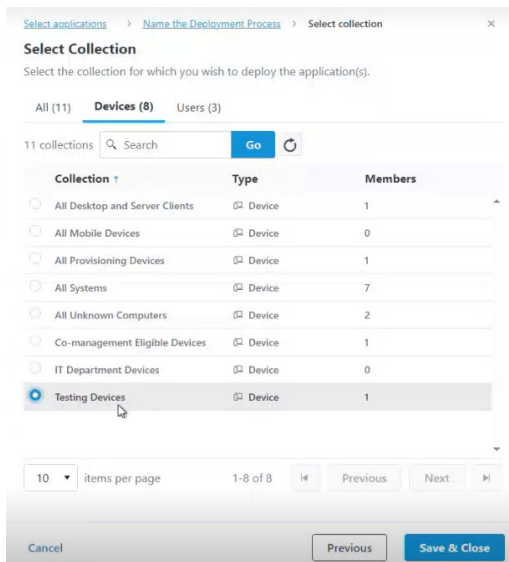 Select applications > Name the Deployment Process > Select collection ×
Select Collection
Select the collection for which you wish to deploy the application(s).
All (11) Devices (8) Users (3)
11 collections Search Go
Collection ↑ Type Members
All Desktop and Server Clients Device 1
All Mobile Devices Device 0
All Provisioning Devices Device 1
All Systems Device 7
All Unknown Computers Device 2
Co-management Eligible Devices Device 1
IT Department Devices Device 0
Testing Devices Device 1
10 items per page 1-8 of 8 Previous Next
Cancel Previous Save & Close